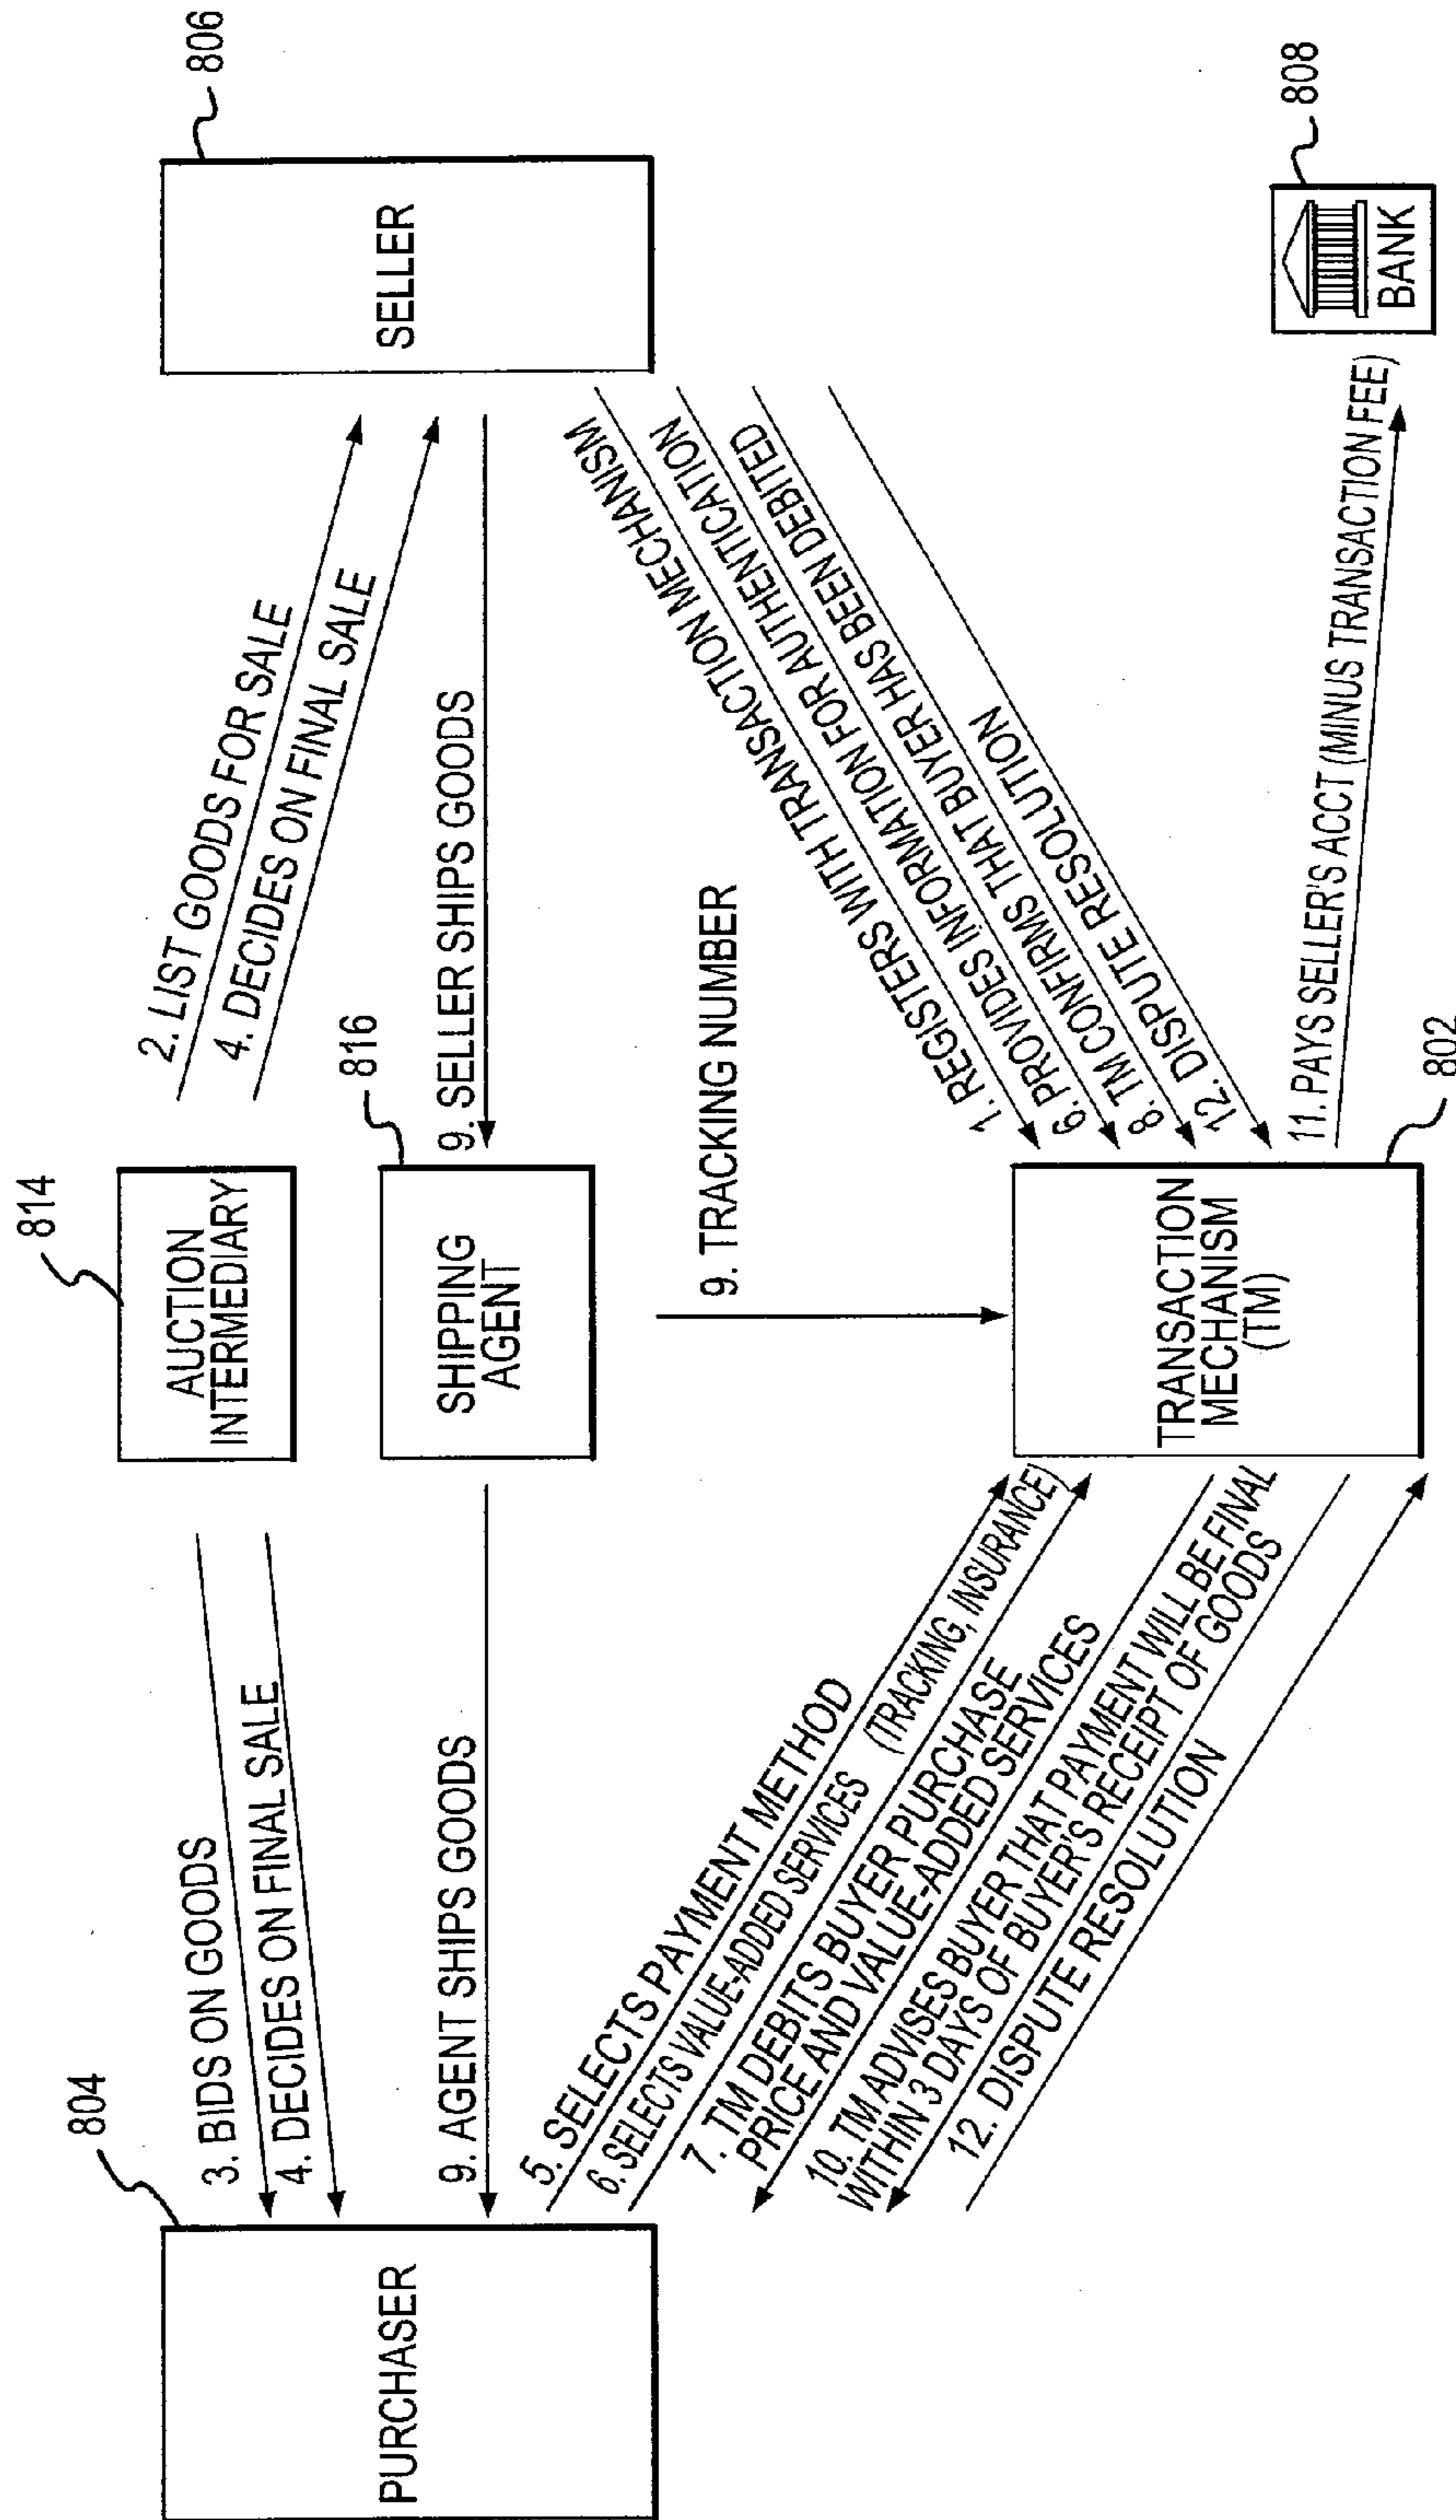 804
PURCHASER
3. BIDS ON GOODS
4. DECIDES ON FINAL SALE
9. AGENT SHIPS GOODS
5. SELECTS PAYMENT METHOD
6. SELECTS VALUE-ADDED SERVICES (TRACKING, INSURANCE)
7. TM DEBITS BUYER PURCHASE
PRICE AND VALUE-ADDED SERVICES
10. TM ADVISES BUYER THAT PAYMENT WILL BE FINAL
WITHIN 3 DAYS OF BUYER'S RECEIPT OF GOODS
12. DISPUTE RESOLUTION
814
AUCTION
INTERMEDIARY
816
SHIPPING
AGENT
9. TRACKING NUMBER
TRANSACTION
MECHANISM
(TM)
802
2. LIST GOODS FOR SALE
4. DECIDES ON FINAL SALE
9. SELLER SHIPS GOODS
1. REGISTERS WITH TRANSACTION MECHANISM
6. PROVIDES INFORMATION FOR AUTHENTICATION
8. TM CONFIRMS THAT BUYER HAS BEEN DEBITED
12. DISPUTE RESOLUTION
11. PAYS SELLER'S ACCT (MINUS TRANSACTION FEE)
806
SELLER
808
BANK